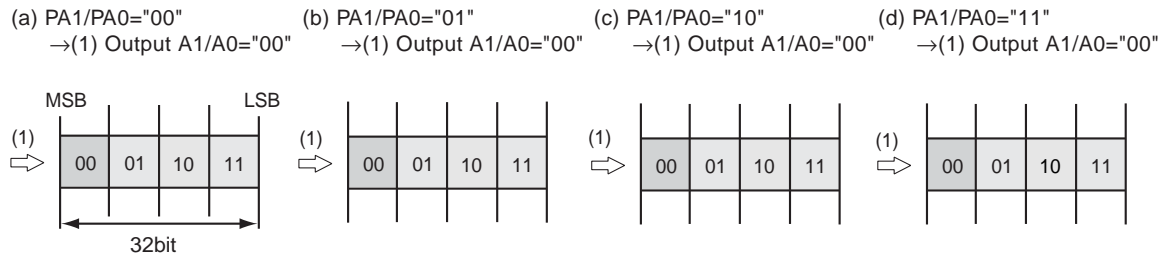 (a) PA1/PA0="00"
→(1) Output A1/A0="00"
(b) PA1/PA0="01"
→(1) Output A1/A0="00"
(c) PA1/PA0="10"
→(1) Output A1/A0="00"
(d) PA1/PA0="11"
→(1) Output A1/A0="00"
MSB LSB
(1) 00 01 10 11
32bit
(1) 00 01 10 11
(1) 00 01 10 11
(1) 00 01 10 11